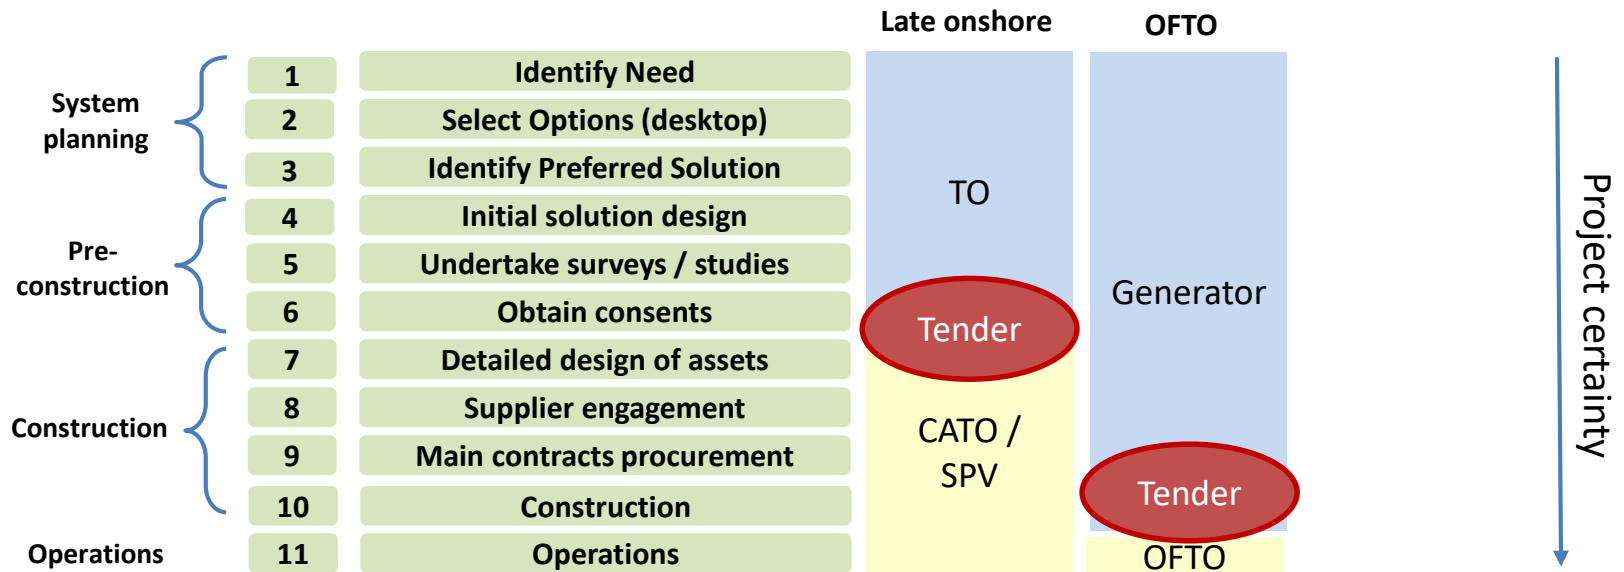 Late onshore
OFTO
System
planning
1
Identify Need
2
Select Options (desktop)
3
Identify Preferred Solution
Pre-
construction
4
Initial solution design
5
Undertake surveys / studies
6
Obtain consents
Construction
7
Detailed design of assets
8
Supplier engagement
9
Main contracts procurement
10
Construction
Operations
11
Operations
TO
Tender
CATO /
SPV
Generator
Tender
OFTO
Project certainty